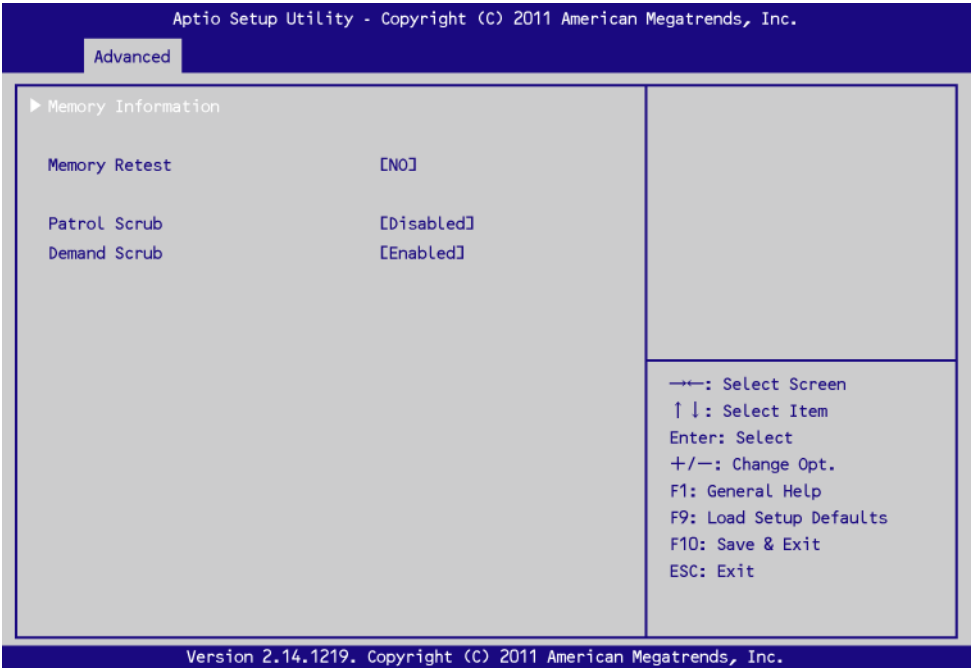 Aptio Setup Utility - Copyright (C) 2011 American Megatrends, Inc.
Advanced
▶ Memory Information
Memory Retest [NO]
Patrol Scrub [Disabled]
Demand Scrub [Enabled]
→←: Select Screen
↑↓: Select Item
Enter: Select
+/-: Change Opt.
F1: General Help
F9: Load Setup Defaults
F10: Save & Exit
ESC: Exit
Version 2.14.1219. Copyright (C) 2011 American Megatrends, Inc.